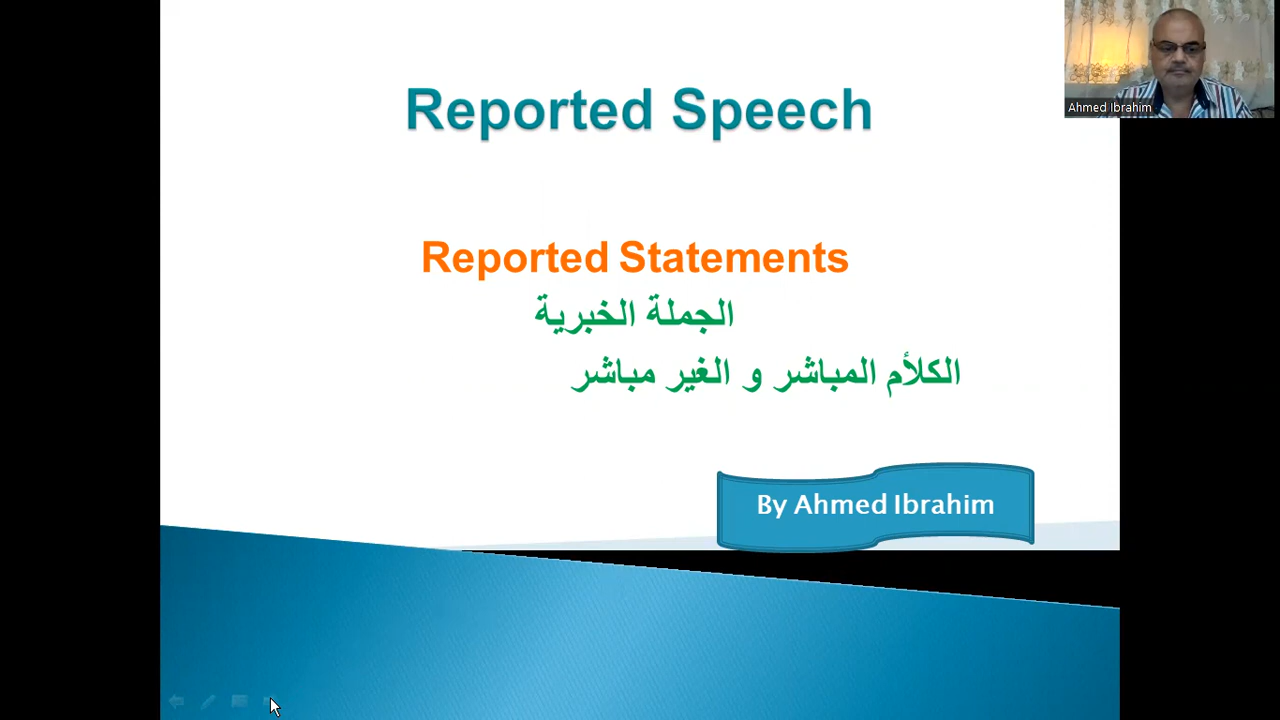 Reported Speech
Ahmed Ibrahim
Reported Statements
الجملة الخبرية
الكلأم المباشر و الغير مباشر
By Ahmed Ibrahim